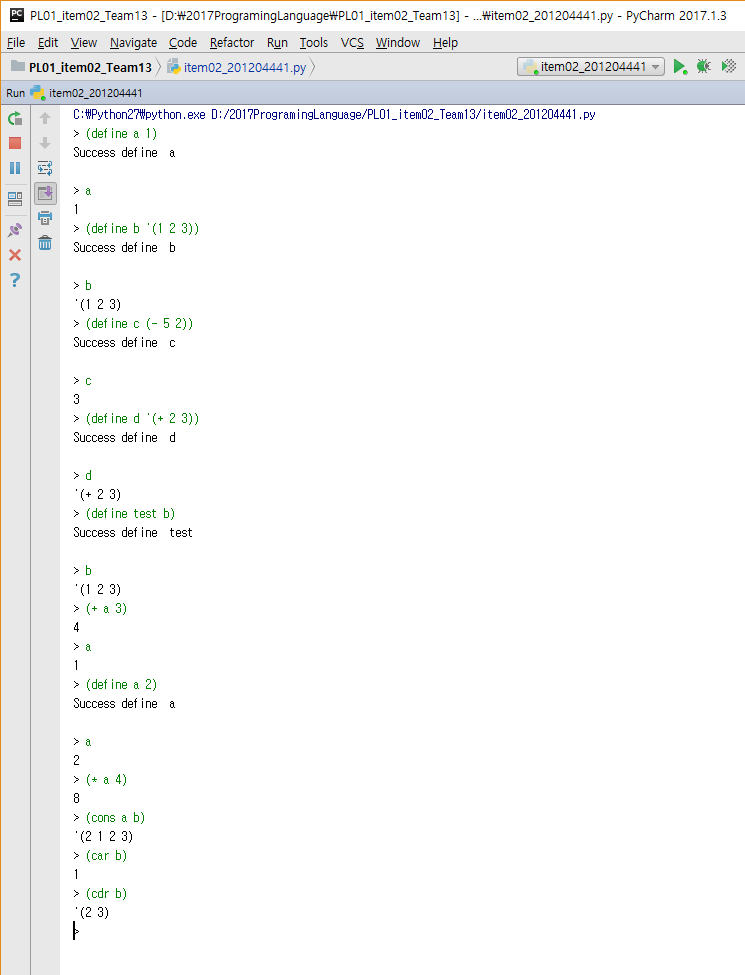 PC PL01_item02_Team13 - [D:₩2017ProgramingLanguage₩PL01_item02_Team13] - ...₩item02_201204441.py - PyCharm 2017.1.3
File Edit View Navigate Code Refactor Run Tools VCS Window Help
PL01_item02_Team13 item02_201204441.py item02_201204441
Run item02_201204441
C:₩Python27₩python.exe D:/2017ProgramingLanguage/PL01_item02_Team13/item02_201204441.py
> (define a 1)
Success define  a
> a
1
> (define b '(1 2 3))
Success define  b
> b
'(1 2 3)
> (define c (- 5 2))
Success define  c
> c
3
> (define d '(+ 2 3))
Success define  d
> d
'(+ 2 3)
> (define test b)
Success define  test
> b
'(1 2 3)
> (+ a 3)
4
> a
1
> (define a 2)
Success define  a
> a
2
> (* a 4)
8
> (cons a b)
'(2 1 2 3)
> (car b)
1
> (cdr b)
'(2 3)
>